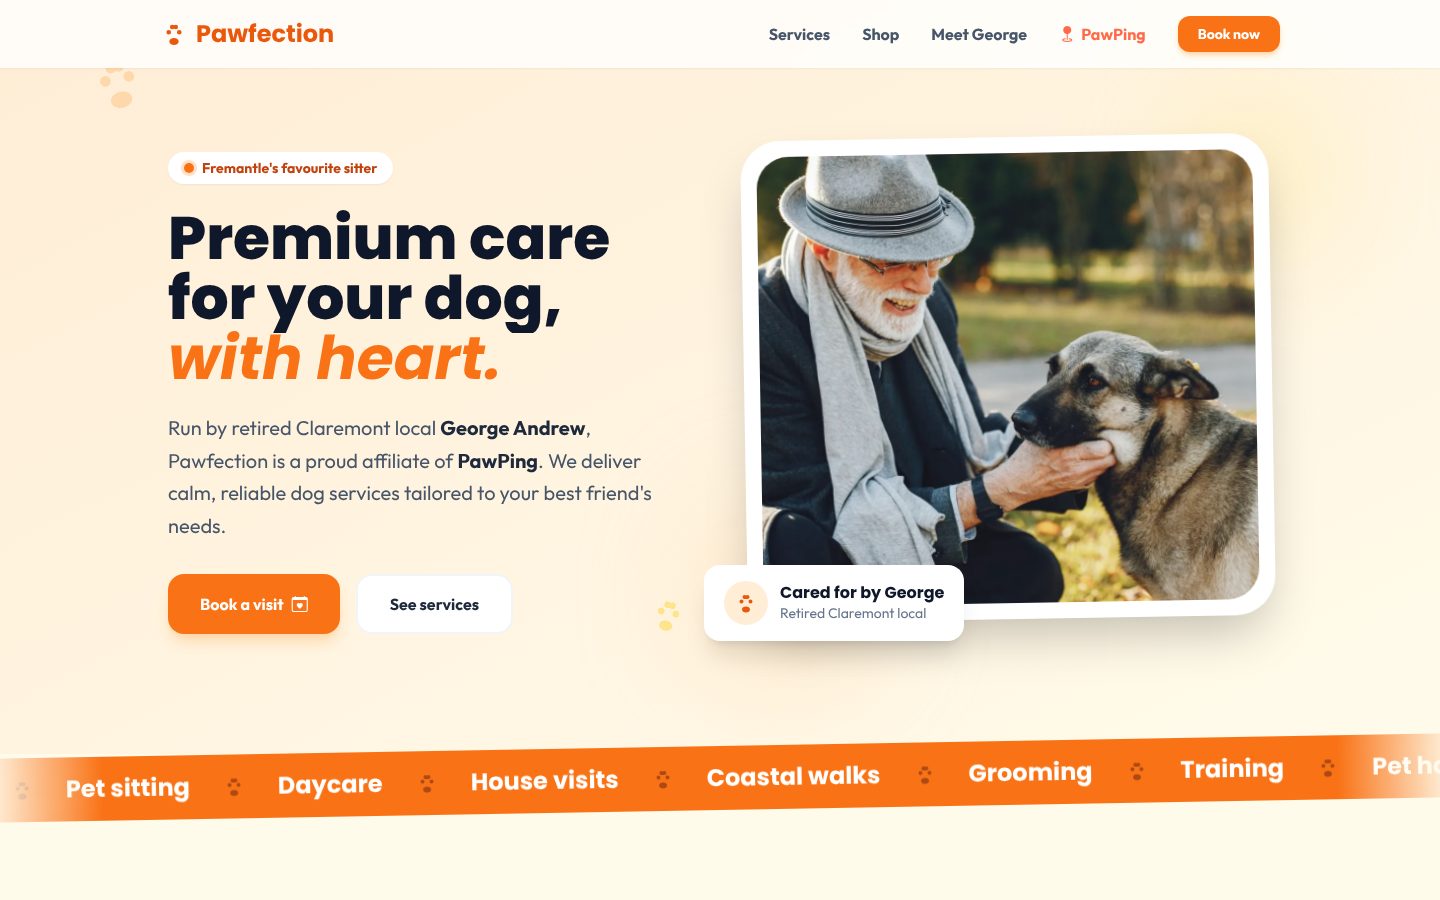 Pawfection
Services
Shop
Meet George
PawPing
Book now
Fremantle's favourite sitter
Premium care
for your dog,
with heart.
Run by retired Claremont local George Andrew,
Pawfection is a proud affiliate of PawPing. We deliver
calm, reliable dog services tailored to your best friend's
needs.
Book a visit
See services
Cared for by George
Retired Claremont local
Pet sitting
Daycare
House visits
Coastal walks
Grooming
Training
Pet